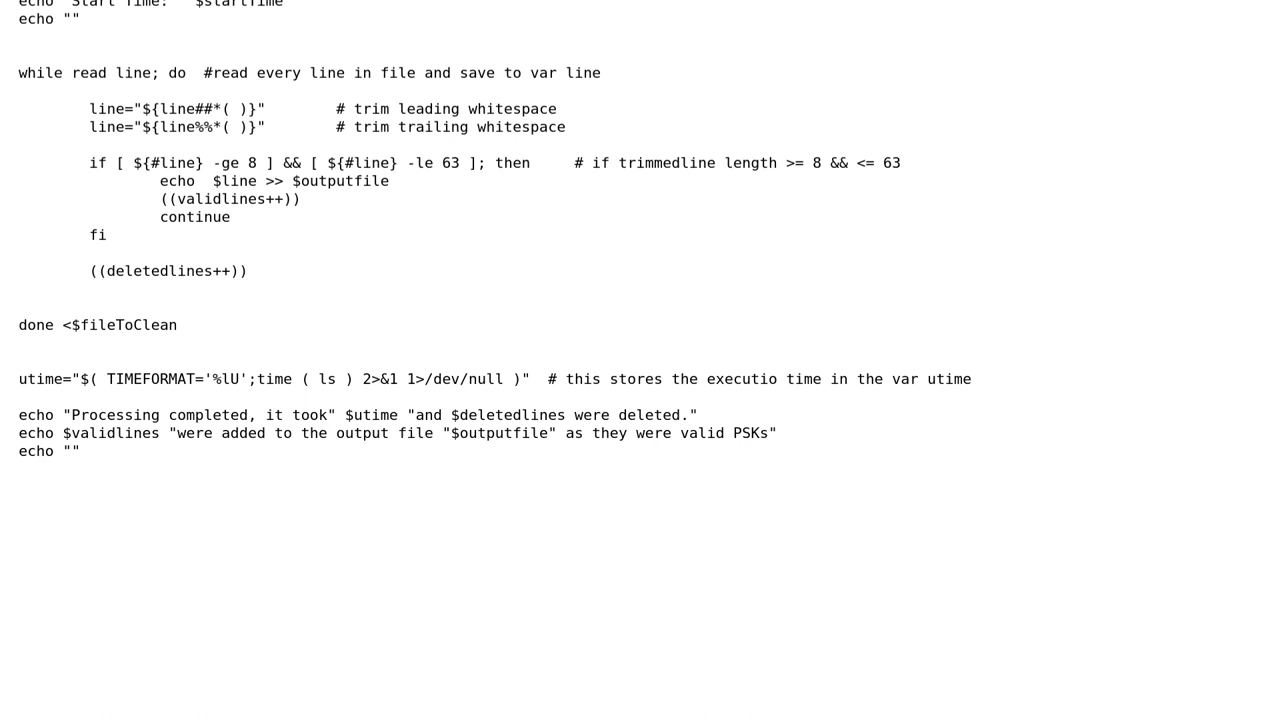 echo "Start Time: " $startTime
echo ""
while read line; do  #read every line in file and save to var line
line="${line##*( )}"        # trim leading whitespace
line="${line%%*( )}"        # trim trailing whitespace
if [ ${#line} -ge 8 ] && [ ${#line} -le 63 ]; then     # if trimmedline length >= 8 && <= 63
echo  $line >> $outputfile
((validlines++))
continue
fi
((deletedlines++))
done <$fileToClean
utime="$( TIMEFORMAT='%lU';time ( ls ) 2>&1 1>/dev/null )"  # this stores the executio time in the var utime
echo "Processing completed, it took" $utime "and $deletedlines were deleted."
echo $validlines "were added to the output file "$outputfile" as they were valid PSKs"
echo ""